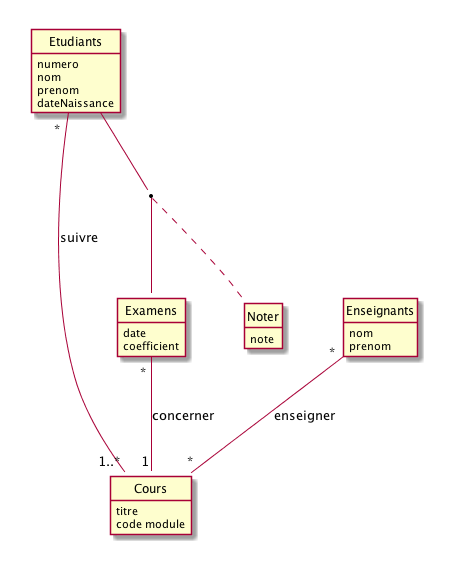 Etudiants
numero
nom
prenom
dateNaissance
*
suivre
Examens
date
coefficient
Noter
note
Enseignants
nom
prenom
*
*
concerner
enseigner
1..*
1
*
Cours
titre
code module